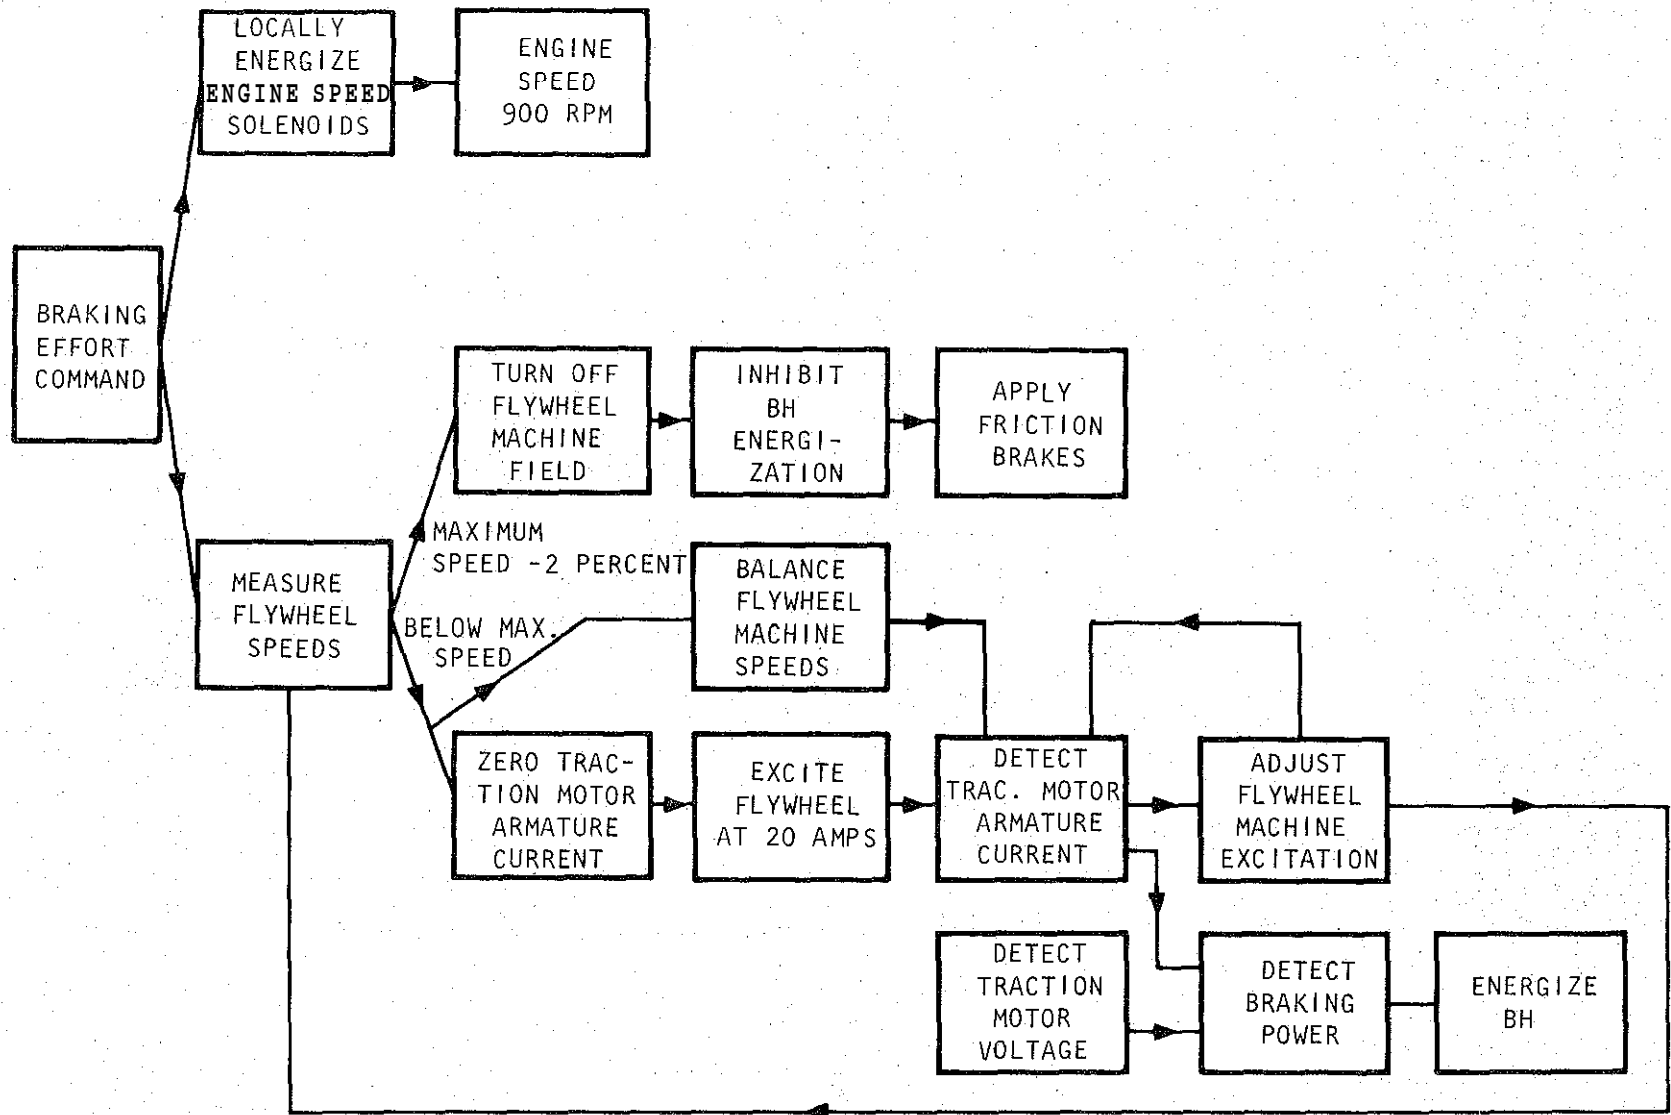 LOCALLY
ENERGIZE
ENGINE SPEED
SOLENOIDS
ENGINE
SPEED
900 RPM
BRAKING
EFFORT
COMMAND
TURN OFF
FLYWHEEL
MACHINE
FIELD
INHIBIT
BH
ENERGI-
ZATION
APPLY
FRICTION
BRAKES
MAXIMUM
SPEED -2 PERCENT
MEASURE
FLYWHEEL
SPEEDS
BELOW MAX.
SPEED
BALANCE
FLYWHEEL
MACHINE
SPEEDS
ZERO TRAC-
TION MOTOR
ARMATURE
CURRENT
EXCITE
FLYWHEEL
AT 20 AMPS
DETECT
TRAC. MOTOR
ARMATURE
CURRENT
ADJUST
FLYWHEEL
MACHINE
EXCITATION
DETECT
TRACTION
MOTOR
VOLTAGE
DETECT
BRAKING
POWER
ENERGIZE
BH